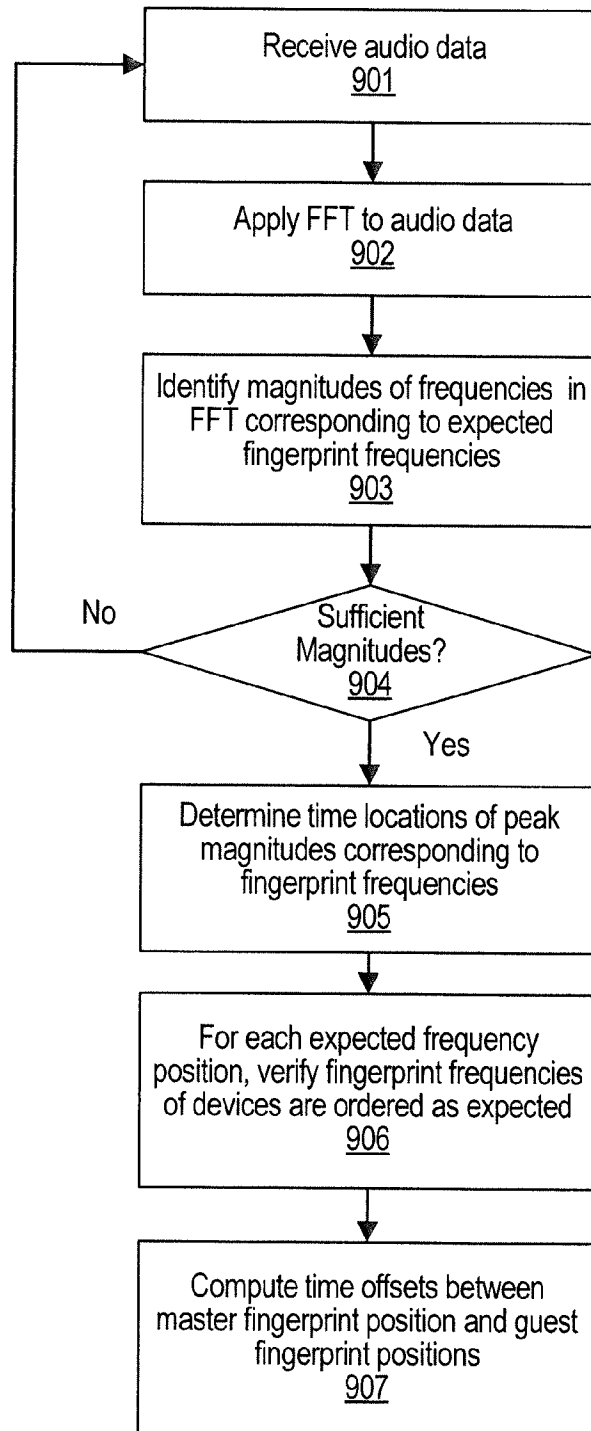 Receive audio data
901
Apply FFT to audio data
902
Identify magnitudes of frequencies in
FFT corresponding to expected
fingerprint frequencies
903
No
Sufficient
Magnitudes?
904
Yes
Determine time locations of peak
magnitudes corresponding to
fingerprint frequencies
905
For each expected frequency
position, verify fingerprint frequencies
of devices are ordered as expected
906
Compute time offsets between
master fingerprint position and guest
fingerprint positions
907